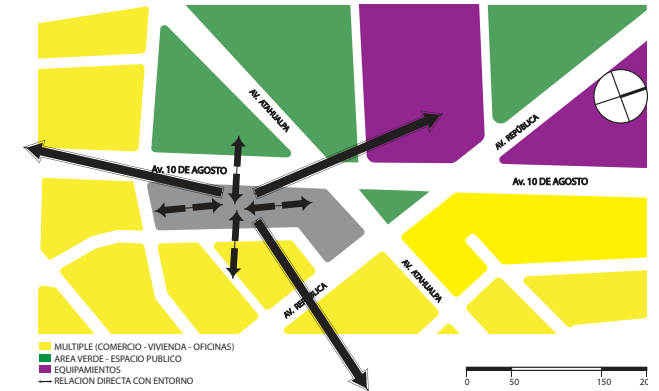 AV. ATAHUALPA
AV. REPÚBLICA
Av. 10 DE AGOSTO
Av. 10 DE AGOSTO
AV. REPÚBLICA
AV. ATAHUALPA
MULTIPLE (COMERCIO - VIVIENDA - OFICINAS)
AREA VERDE - ESPACIO PUBLICO
EQUIPAMIENTOS
RELACION DIRECTA CON ENTORNO
0 50 150